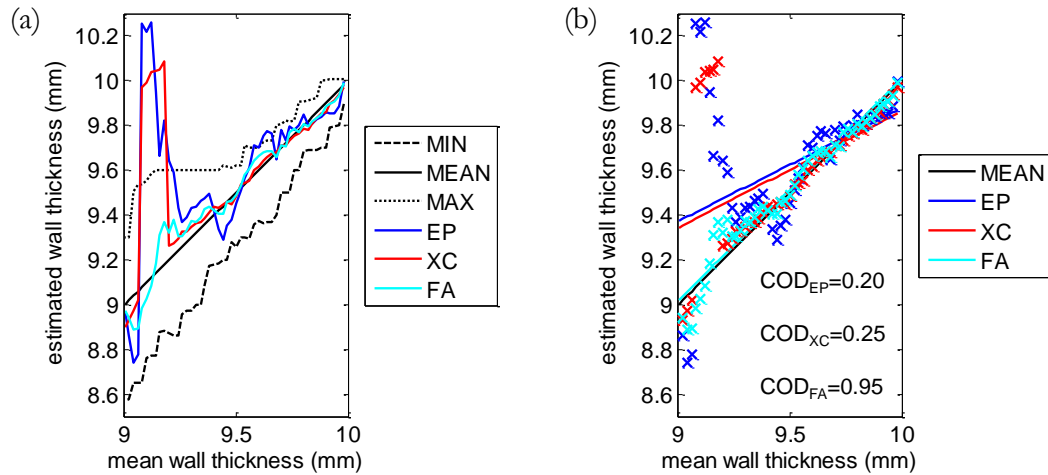 (a)
estimated wall thickness (mm)
10.2
10
9.8
9.6
9.4
9.2
9
8.8
8.6
9
9.5
10
mean wall thickness (mm)
MIN
MEAN
MAX
EP
XC
FA
(b)
estimated wall thickness (mm)
10.2
10
9.8
9.6
9.4
9.2
9
8.8
8.6
COD_EP=0.20
COD_XC=0.25
COD_FA=0.95
9
9.5
10
mean wall thickness (mm)
MEAN
EP
XC
FA